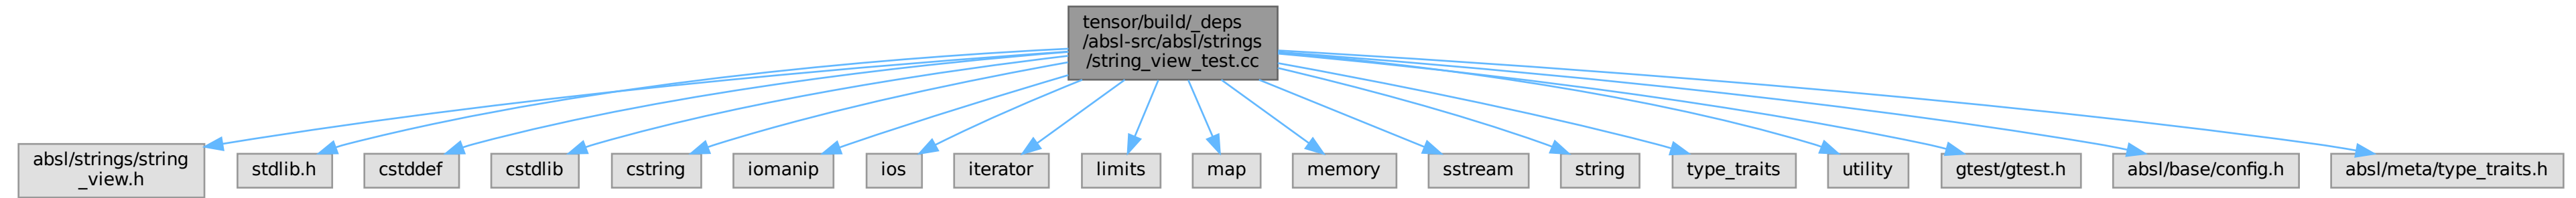 tensor/build/_deps
/absl-src/absl/strings
/string_view_test.cc
absl/strings/string
_view.h
stdlib.h
cstddef
cstdlib
cstring
iomanip
ios
iterator
limits
map
memory
sstream
string
type_traits
utility
gtest/gtest.h
absl/base/config.h
absl/meta/type_traits.h